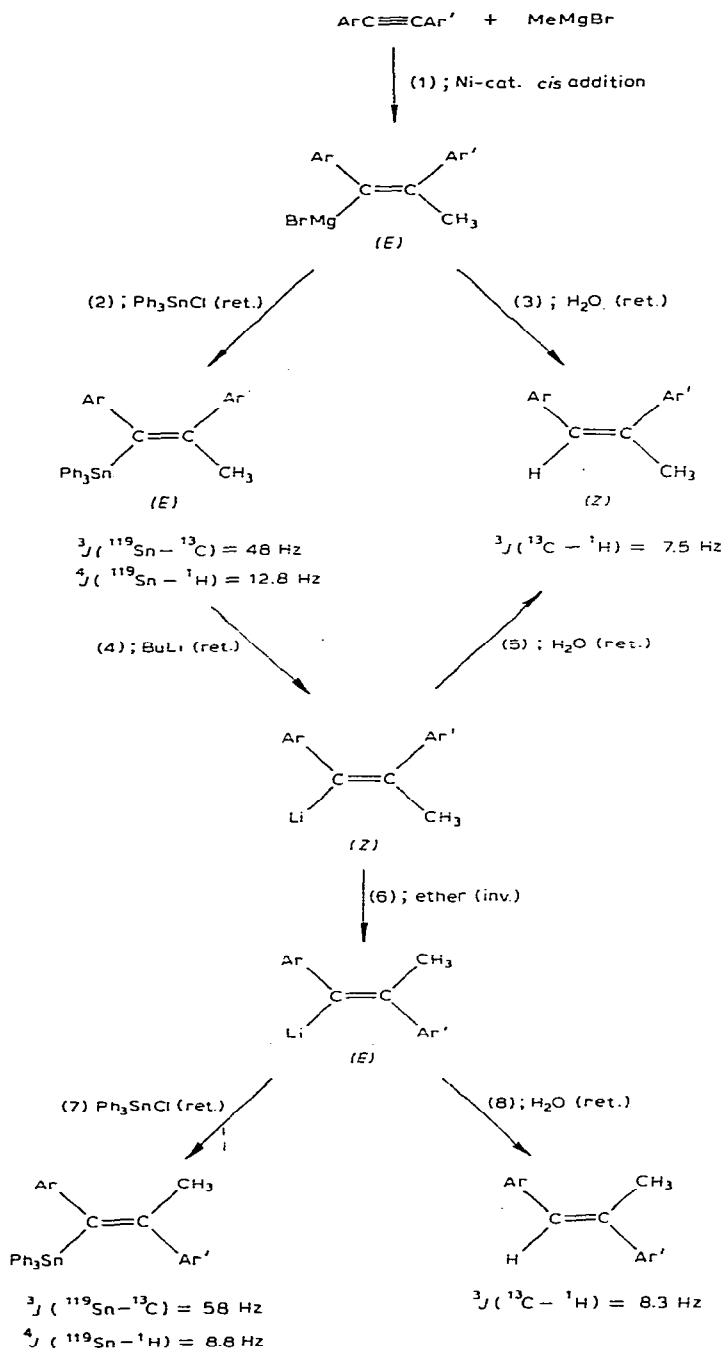 ArC≡CAr' + MeMgBr
(1); Ni-cat. cis addition
Ar Ar'
C=C
BrMg CH₃
(E)
(2); Ph₃SnCl (ret.) (3); H₂O. (ret.)
Ar Ar
C=C
Ph₃Sn CH₃
(E)
Ar Ar'
C=C
H CH₃
(Z)
³J(¹¹⁹Sn-¹³C) = 48 Hz
⁴J(¹¹⁹Sn-¹H) = 12.8 Hz
³J(¹³C-¹H) = 7.5 Hz
(4); BuLi (ret.) (5); H₂O (ret.)
Ar Ar'
C=C
Li CH₃
(Z)
(6); ether (inv.)
Ar CH₃
C=C
Li Ar'
(E)
(7) Ph₃SnCl (ret.) (8); H₂O (ret.)
Ar CH₃
C=C
Ph₃Sn Ar'
Ar CH₃
C=C
H Ar'
³J(¹¹⁹Sn-¹³C) = 58 Hz
⁴J(¹¹⁹Sn-¹H) = 8.8 Hz
³J(¹³C-¹H) = 8.3 Hz